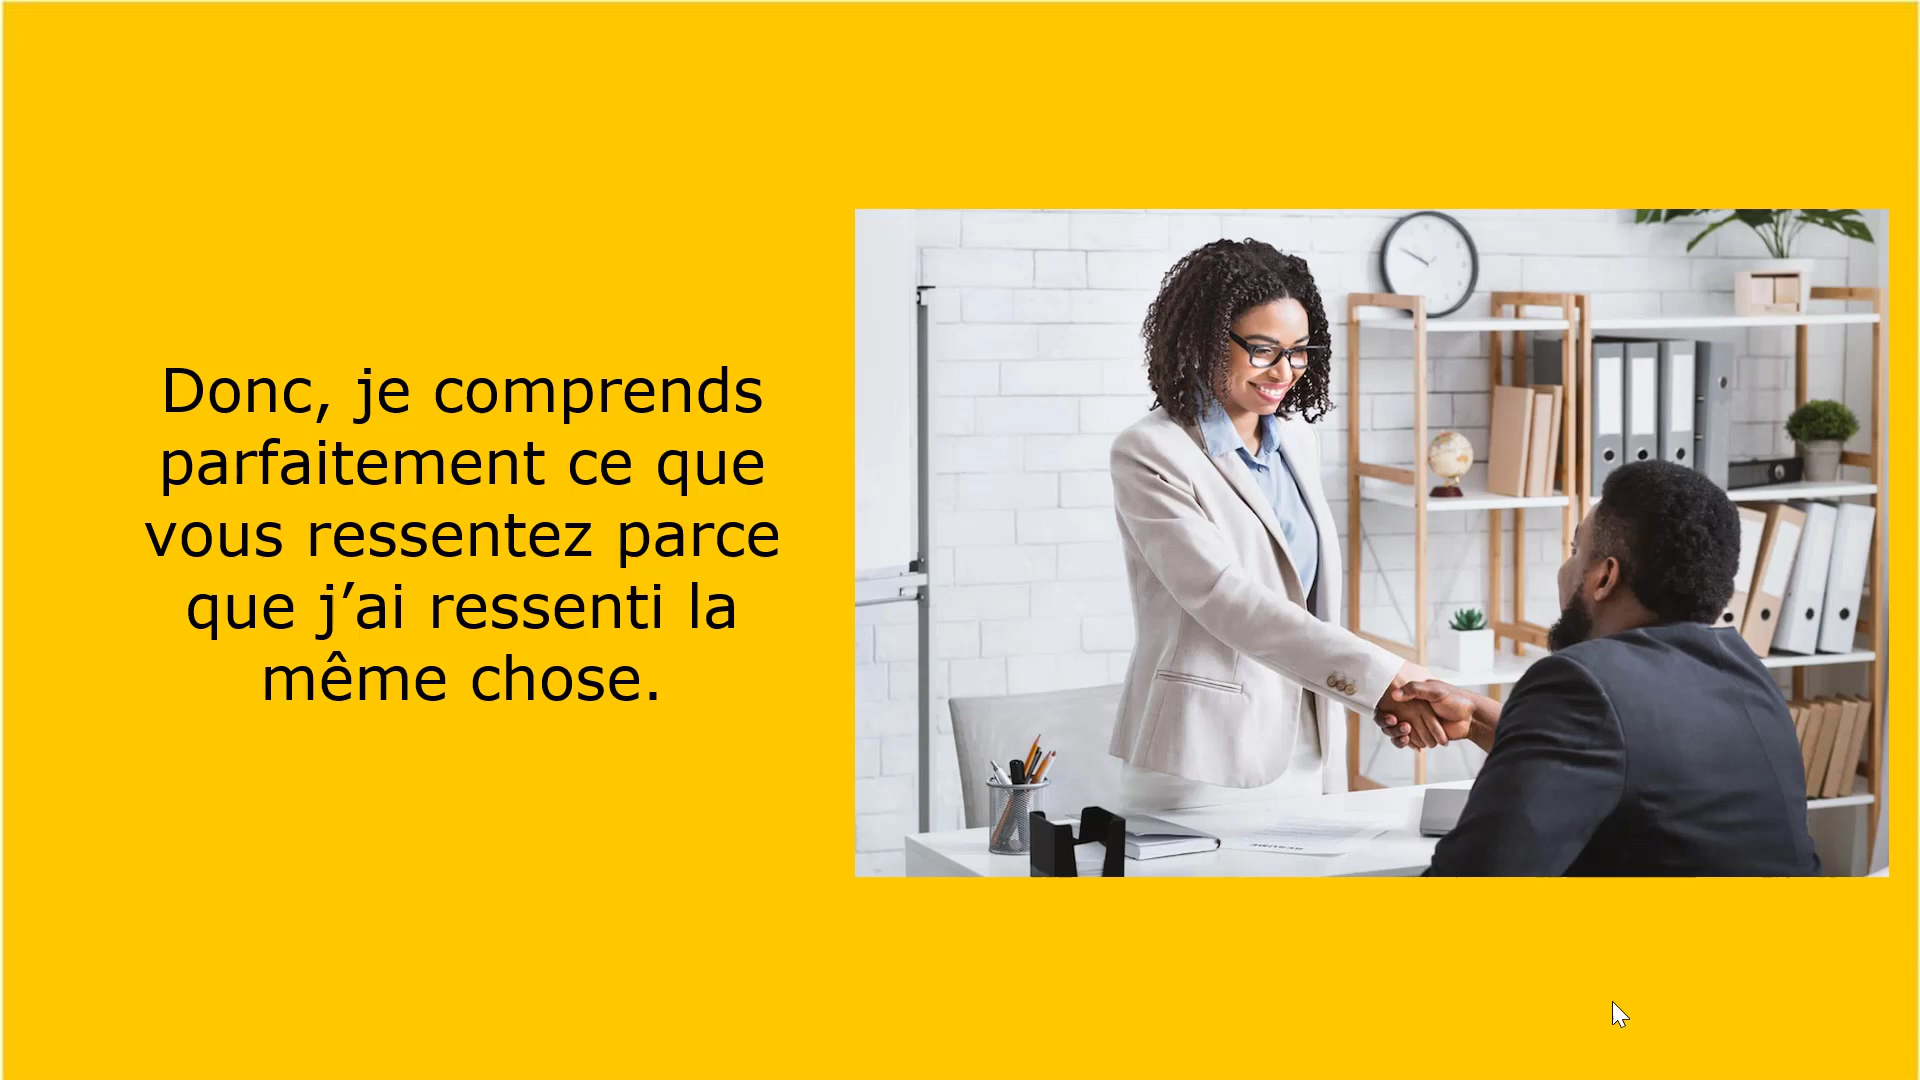 Donc, je comprends
parfaitement ce que
vous ressentez parce
que j’ai ressenti la
même chose.